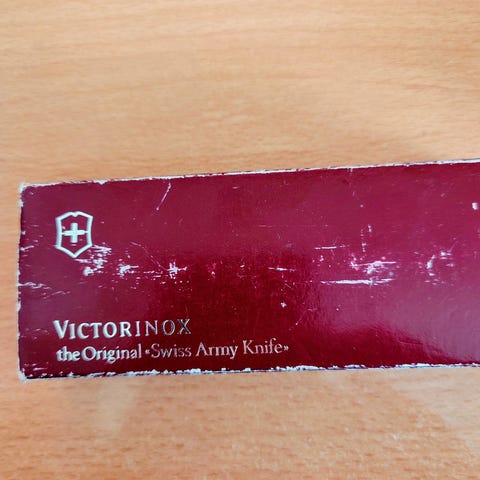 VICTORINOX
the Original «Swiss Army Knife»